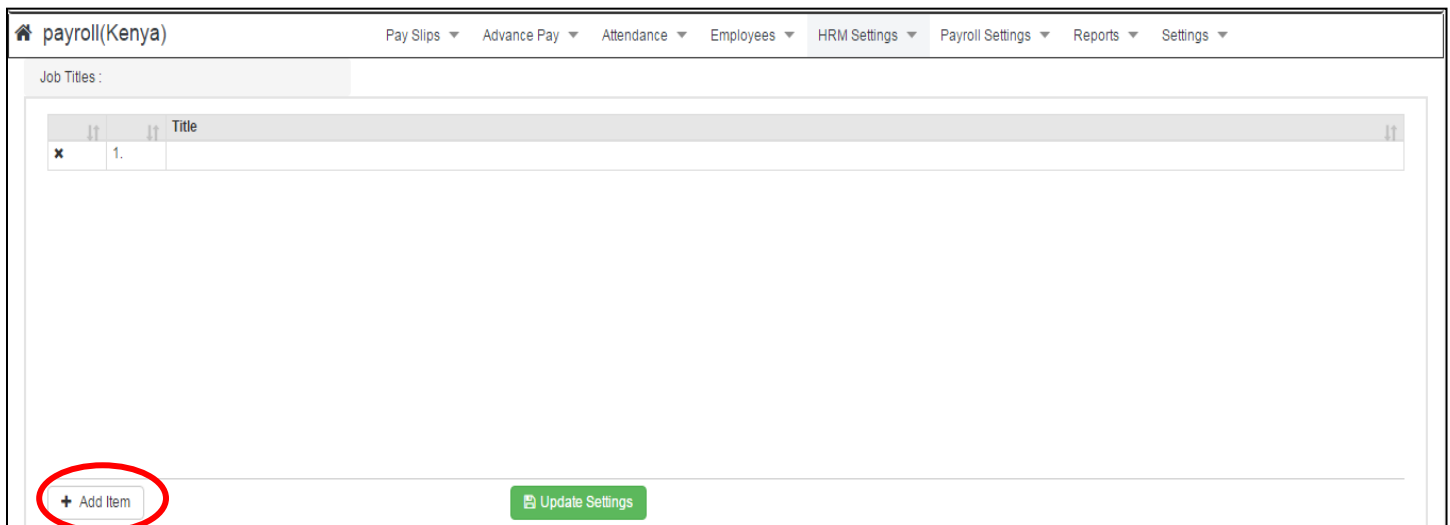 payroll(Kenya) Pay Slips Advance Pay Attendance Employees HRM Settings Payroll Settings Reports Settings
Job Titles :
Title
1.
Add Item Update Settings